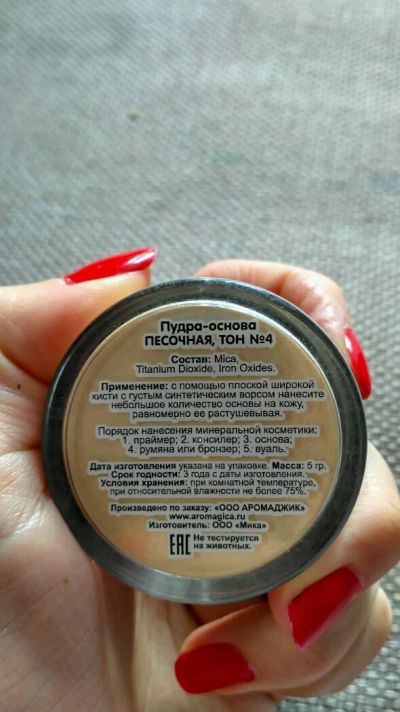 Пудра-основа
ПЕСОЧНАЯ, ТОН №4
Состав: Mica,
Titanium Dioxide, Iron Oxides.
Применение: с помощью плоской широкой
кисти с густым синтетическим ворсом нанесите
небольшое количество основы на кожу,
равномерно ее растушевывая.
Порядок нанесения минеральной косметики:
1. праймер; 2. консилер; 3. основа;
4. румяна или бронзер; 5. вуаль.
Дата изготовления указана на упаковке. Масса: 5 гр.
Срок годности: 3 года с даты изготовления.
Условия хранения: при комнатной температуре,
при относительной влажности не более 75%.
Произведено по заказу: «ООО АРОМАДЖИК»
www.aromagica.ru
Изготовитель: ООО «Мика»
EAC Не тестируется
на животных.